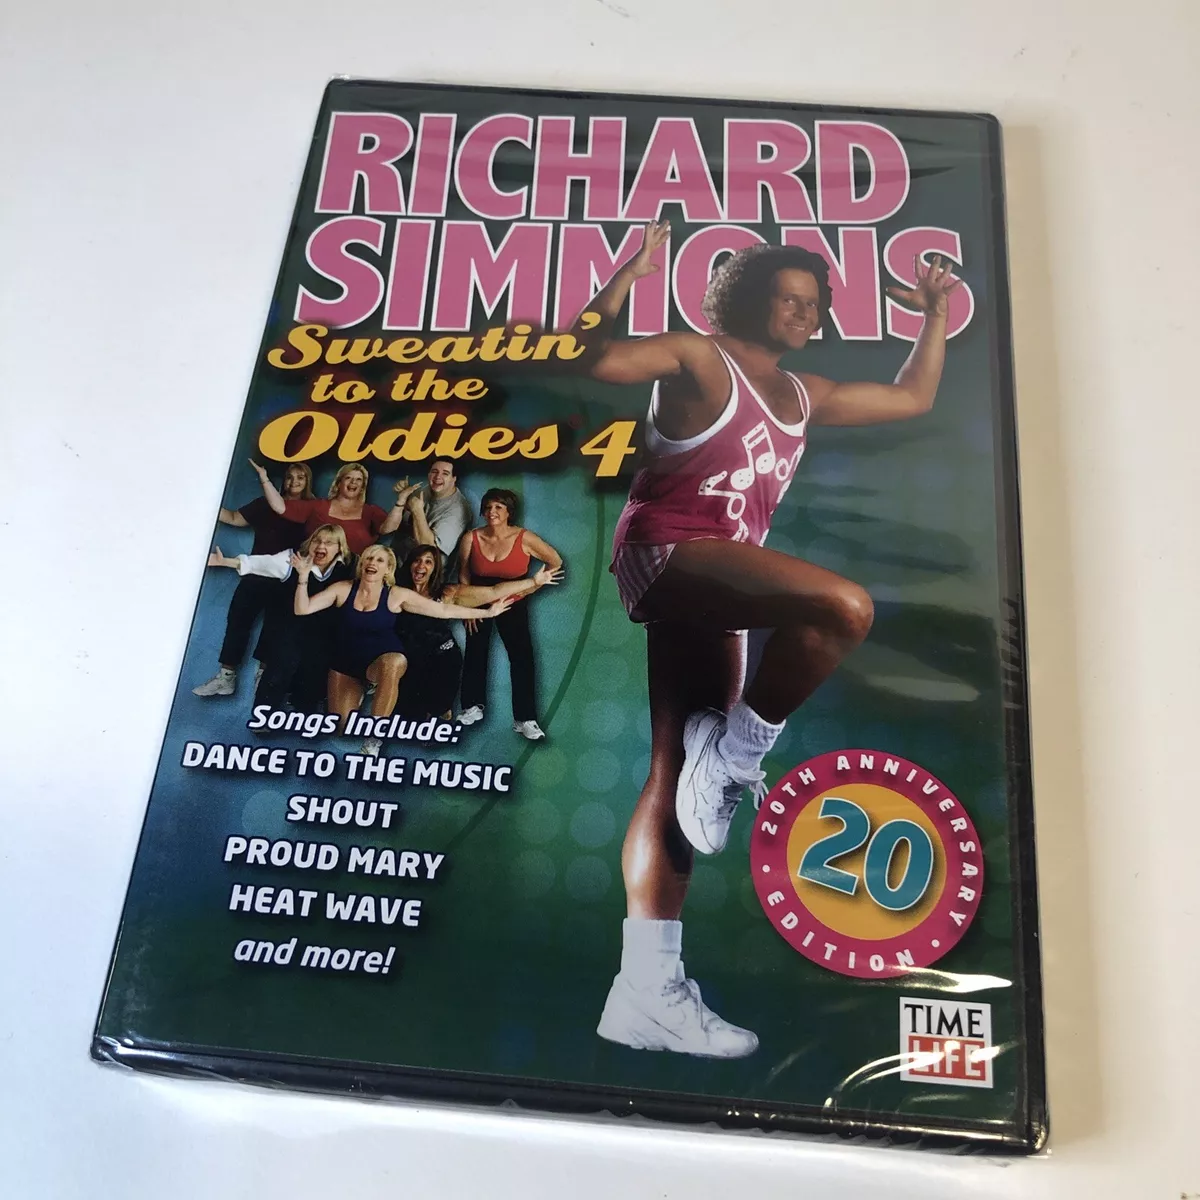 RICHARD
SIMMONS
Sweatin'
to the
Oldies 4
Songs Include:
DANCE TO THE MUSIC
SHOUT
PROUD MARY
HEAT WAVE
and more!
20TH ANNIVERSARY
20
EDITION
TIME
LIFE